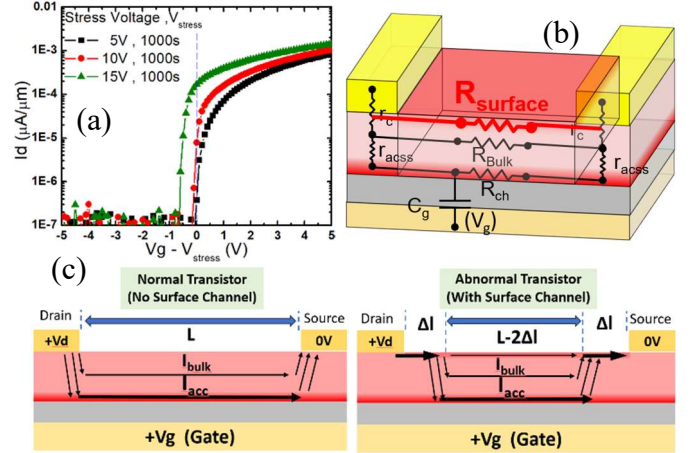 Stress Voltage ,Vstress
5V , 1000s
10V , 1000s
15V , 1000s
(a)
1E-2
1E-3
1E-4
1E-5
1E-6
1E-7
Id (μA/μm)
-5 -4 -3 -2 -1 0 1 2 3 4 5
Vg - Vstress (V)
(b)
Rsurface
rc
rc
RBulk
racss
racss
Rch
Cg
(Vg)
(c)
Normal Transistor
(No Surface Channel)
Drain
Source
L
+Vd
0V
Ibulk
Iacc
+Vg (Gate)
Abnormal Transistor
(With Surface Channel)
Drain
Source
Δl
L-2Δl
Δl
+Vd
0V
Ibulk
Iacc
+Vg (Gate)